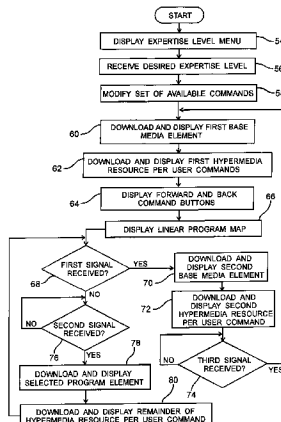 START
DISPLAY EXPERTISE LEVEL MENU
54
RECEIVE DESIRED EXPERTISE LEVEL
56
MODIFY SET OF AVAILABLE COMMANDS
60
DOWNLOAD AND DISPLAY FIRST BASE
MEDIA ELEMENT
62
DOWNLOAD AND DISPLAY FIRST HYPERMEDIA
RESOURCE PER USER COMMANDS
64
DISPLAY FORWARD AND BACK
COMMAND BUTTONS
66
DISPLAY LINEAR PROGRAM MAP
FIRST SIGNAL
RECEIVED?
68
YES
NO
DOWNLOAD AND
DISPLAY SECOND
BASE MEDIA ELEMENT
70
DOWNLOAD AND
DISPLAY SECOND
HYPERMEDIA RESOURCE
PER USER COMMAND
72
SECOND SIGNAL
RECEIVED?
76
NO
YES
78
THIRD SIGNAL
RECEIVED?
74
NO
YES
DOWNLOAD AND DISPLAY
SELECTED PROGRAM ELEMENT
80
DOWNLOAD AND DISPLAY REMAINDER OF
HYPERMEDIA RESOURCE PER USER COMMAND